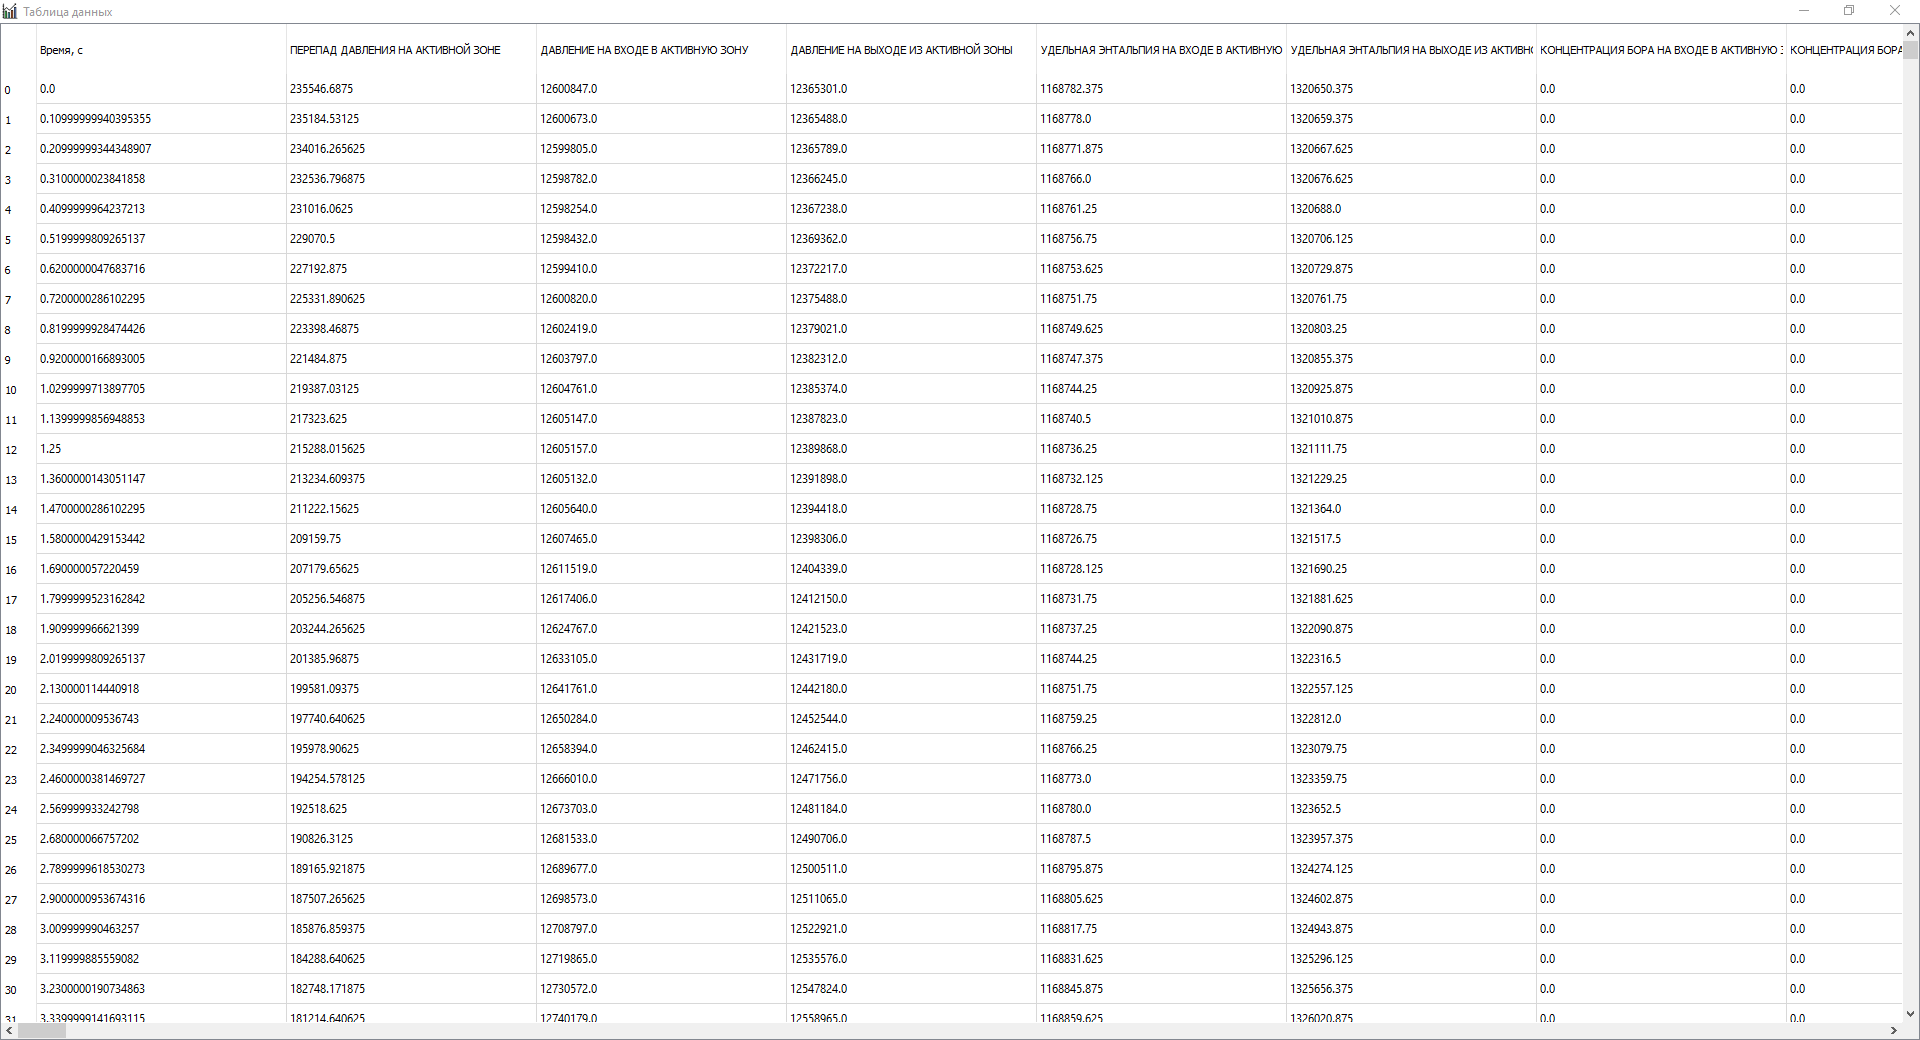 Таблица данных
Время, с ПЕРЕПАД ДАВЛЕНИЯ НА АКТИВНОЙ ЗОНЕ ДАВЛЕНИЕ НА ВХОДЕ В АКТИВНУЮ ЗОНУ ДАВЛЕНИЕ НА ВЫХОДЕ ИЗ АКТИВНОЙ ЗОНЫ УДЕЛЬНАЯ ЭНТАЛЬПИЯ НА ВХОДЕ В АКТИВНУЮ УДЕЛЬНАЯ ЭНТАЛЬПИЯ НА ВЫХОДЕ ИЗ АКТИВНО КОНЦЕНТРАЦИЯ БОРА НА ВХОДЕ В АКТИВНУЮ З КОНЦЕНТРАЦИЯ БОРА
0 0.0 235546.6875 12600847.0 12365301.0 1168782.375 1320650.375 0.0 0.0
1 0.10999999940395355 235184.53125 12600673.0 12365488.0 1168778.0 1320659.375 0.0 0.0
2 0.20999999344348907 234016.265625 12599805.0 12365789.0 1168771.875 1320667.625 0.0 0.0
3 0.3100000023841858 232536.796875 12598782.0 12366245.0 1168766.0 1320676.625 0.0 0.0
4 0.4099999964237213 231016.0625 12598254.0 12367238.0 1168761.25 1320688.0 0.0 0.0
5 0.5199999809265137 229070.5 12598432.0 12369362.0 1168756.75 1320706.125 0.0 0.0
6 0.6200000047683716 227192.875 12599410.0 12372217.0 1168753.625 1320729.875 0.0 0.0
7 0.7200000286102295 225331.890625 12600820.0 12375488.0 1168751.75 1320761.75 0.0 0.0
8 0.8199999928474426 223398.46875 12602419.0 12379021.0 1168749.625 1320803.25 0.0 0.0
9 0.9200000166893005 221484.875 12603797.0 12382312.0 1168747.375 1320855.375 0.0 0.0
10 1.0299999713897705 219387.03125 12604761.0 12385374.0 1168744.25 1320925.875 0.0 0.0
11 1.1399999856948853 217323.625 12605147.0 12387823.0 1168740.5 1321010.875 0.0 0.0
12 1.25 215288.015625 12605157.0 12389868.0 1168736.25 1321111.75 0.0 0.0
13 1.3600000143051147 213234.609375 12605132.0 12391898.0 1168732.125 1321229.25 0.0 0.0
14 1.4700000286102295 211222.15625 12605640.0 12394418.0 1168728.75 1321364.0 0.0 0.0
15 1.5800000429153442 209159.75 12607465.0 12398306.0 1168726.75 1321517.5 0.0 0.0
16 1.690000057220459 207179.65625 12611519.0 12404339.0 1168728.125 1321690.25 0.0 0.0
17 1.7999999523162842 205256.546875 12617406.0 12412150.0 1168731.75 1321881.625 0.0 0.0
18 1.909999966621399 203244.265625 12624767.0 12421523.0 1168737.25 1322090.875 0.0 0.0
19 2.0199999809265137 201385.96875 12633105.0 12431719.0 1168744.25 1322316.5 0.0 0.0
20 2.130000114440918 199581.09375 12641761.0 12442180.0 1168751.75 1322557.125 0.0 0.0
21 2.240000009536743 197740.640625 12650284.0 12452544.0 1168759.25 1322812.0 0.0 0.0
22 2.3499999046325684 195978.90625 12658394.0 12462415.0 1168766.25 1323079.75 0.0 0.0
23 2.4600000381469727 194254.578125 12666010.0 12471756.0 1168773.0 1323359.75 0.0 0.0
24 2.569999933242798 192518.625 12673703.0 12481184.0 1168780.0 1323652.5 0.0 0.0
25 2.680000066757202 190826.3125 12681533.0 12490706.0 1168787.5 1323957.375 0.0 0.0
26 2.7899999618530273 189165.921875 12689677.0 12500511.0 1168795.875 1324274.125 0.0 0.0
27 2.9000000953674316 187507.265625 12698573.0 12511065.0 1168805.625 1324602.875 0.0 0.0
28 3.009999990463257 185876.859375 12708797.0 12522921.0 1168817.75 1324943.875 0.0 0.0
29 3.119999885559082 184288.640625 12719865.0 12535576.0 1168831.625 1325296.125 0.0 0.0
30 3.2300000190734863 182748.171875 12730572.0 12547824.0 1168845.875 1325656.375 0.0 0.0
31 3.3399999141693115 181214.640625 12740179.0 12558965.0 1168859.625 1326020.875 0.0 0.0